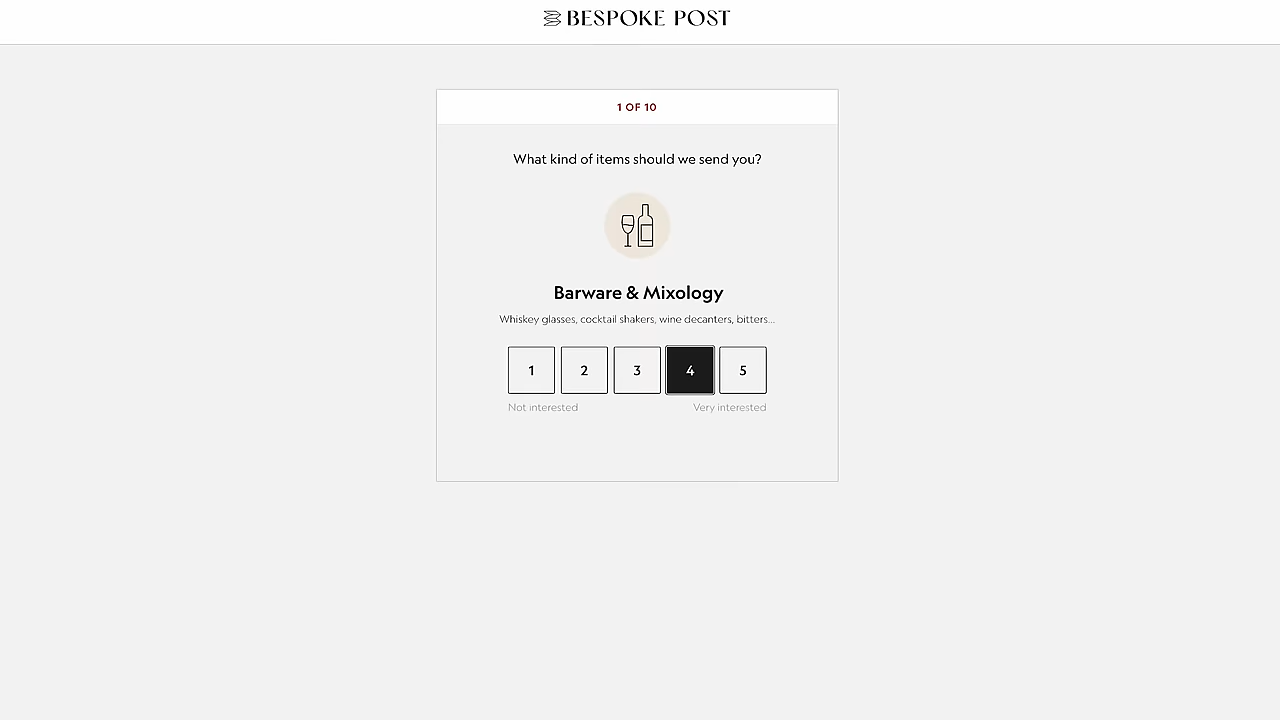 BESPOKE POST
1 OF 10
What kind of items should we send you?
Barware & Mixology
Whiskey glasses, cocktail shakers, wine decanters, bitters...
1 2 3 4 5
Not interested Very interested